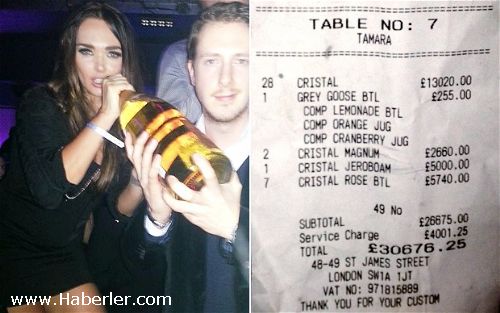 TABLE NO: 7
TAMARA
28 CRISTAL £13020.00
1 GREY GOOSE BTL £255.00
COMP LEMONADE BTL
COMP ORANGE JUG
COMP CRANBERRY JUG
2 CRISTAL MAGNUM £2660.00
1 CRISTAL JEROBOAM £5000.00
7 CRISTAL ROSE BTL £5740.00
49 No
SUBTOTAL £26675.00
Service Charge £4001.25
TOTAL £30676.25
48-49 ST JAMES STREET
LONDON SW1A 1JT
VAT NO: 971815889
THANK YOU FOR YOUR CUSTOM
www.Haberler.com